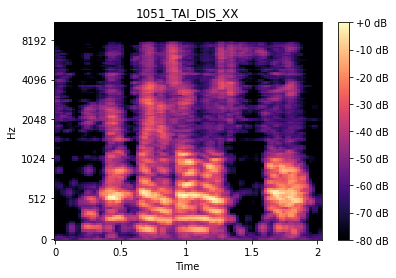 1051_TAI_DIS_XX
Hz
8192
4096
2048
1024
512
0
0
0.5
1
1.5
2
Time
+0 dB
-10 dB
-20 dB
-30 dB
-40 dB
-50 dB
-60 dB
-70 dB
-80 dB